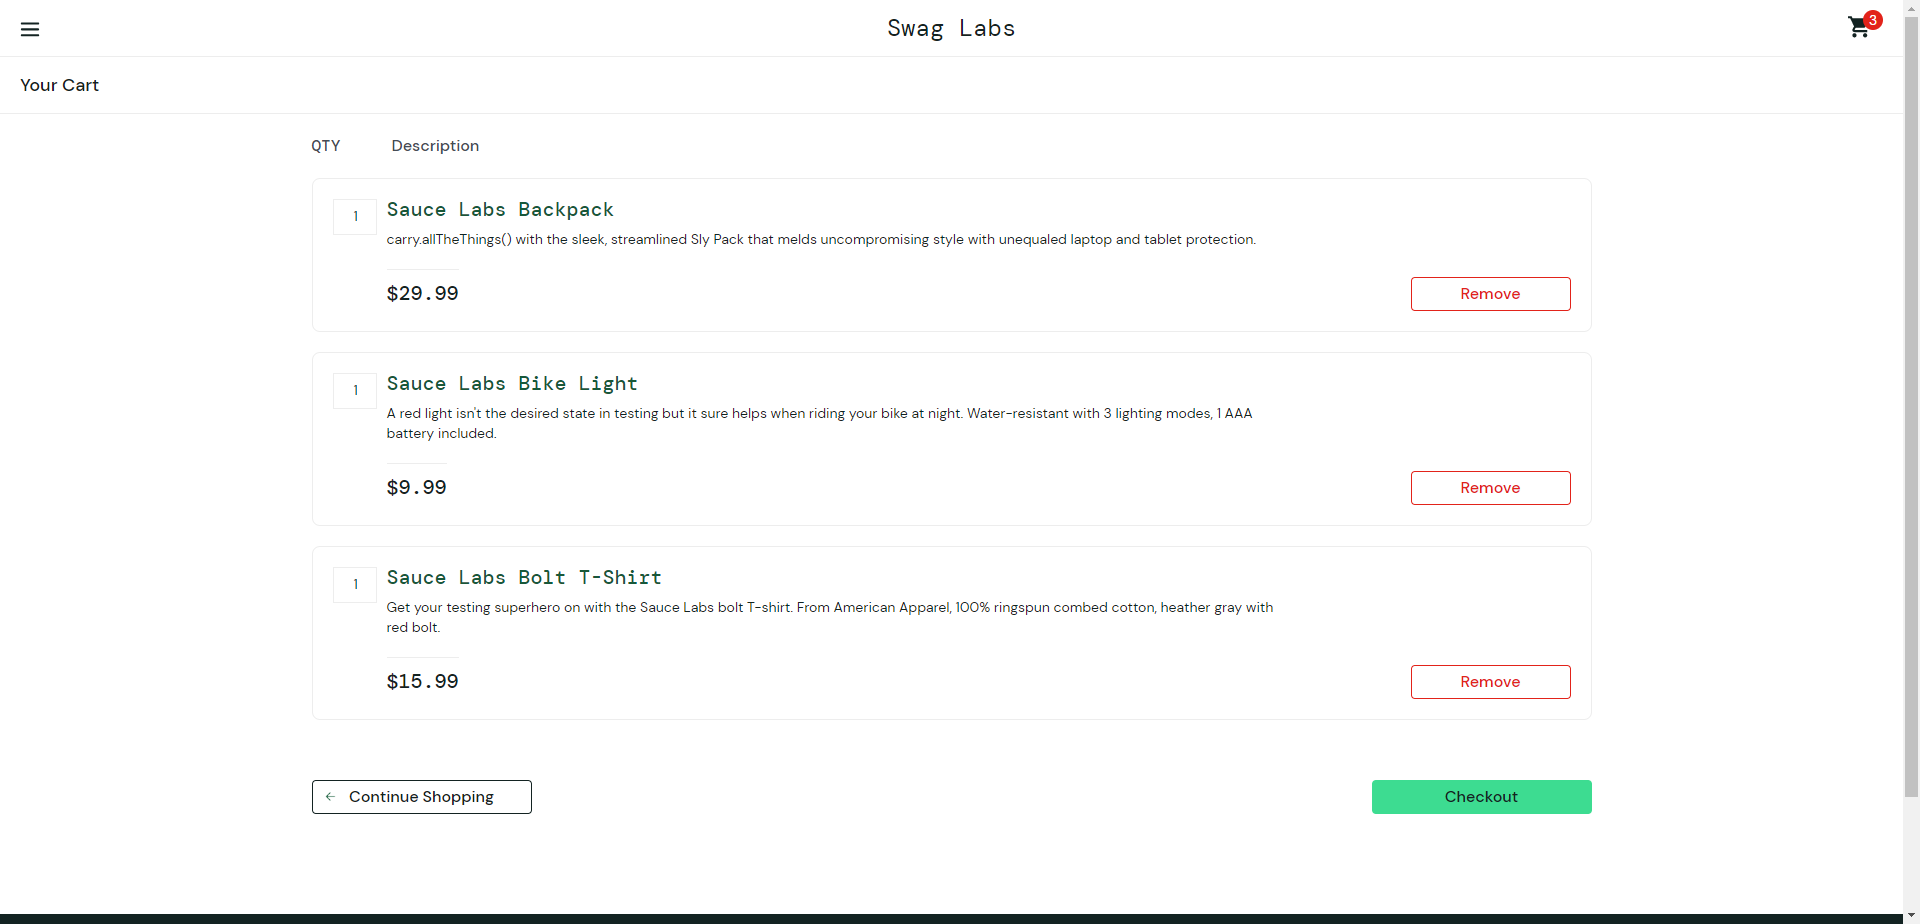 Swag Labs
3
Your Cart
QTY Description
1
Sauce Labs Backpack
carry.allTheThings() with the sleek, streamlined Sly Pack that melds uncompromising style with unequaled laptop and tablet protection.
$29.99
Remove
1
Sauce Labs Bike Light
A red light isn't the desired state in testing but it sure helps when riding your bike at night. Water-resistant with 3 lighting modes, 1 AAA
battery included.
$9.99
Remove
1
Sauce Labs Bolt T-Shirt
Get your testing superhero on with the Sauce Labs bolt T-shirt. From American Apparel, 100% ringspun combed cotton, heather gray with
red bolt.
$15.99
Remove
Continue Shopping
Checkout